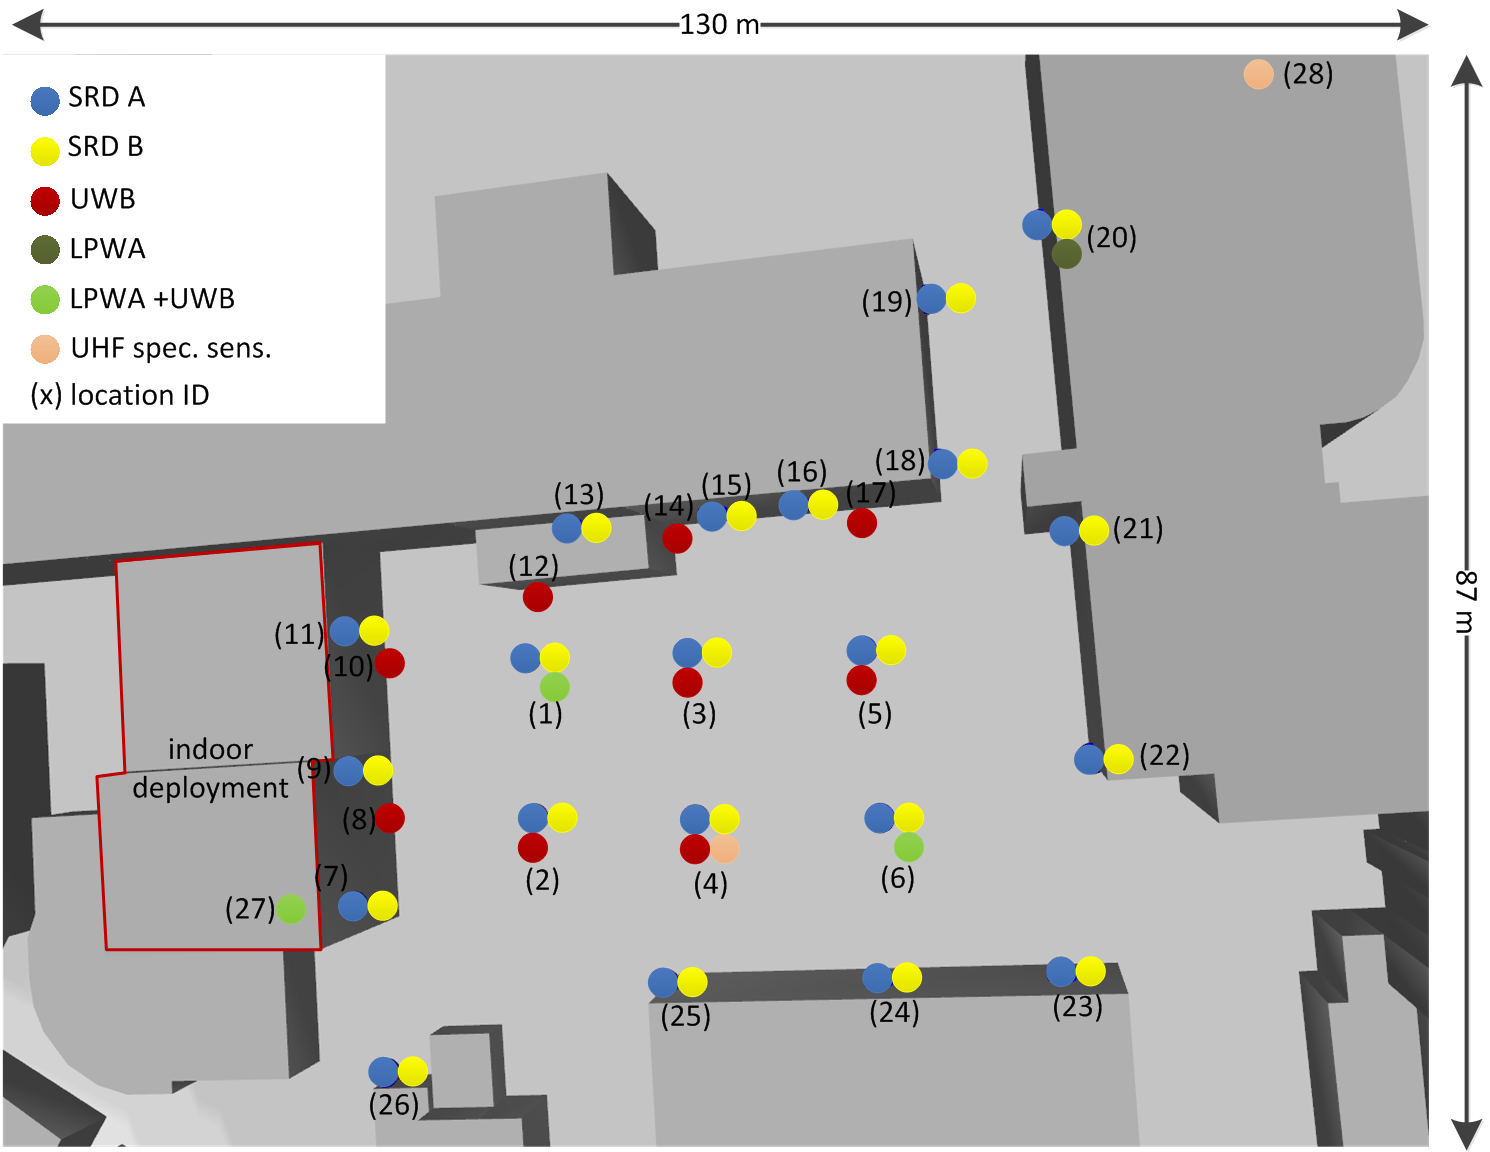 130 m
SRD A
SRD B
UWB
LPWA
LPWA +UWB
UHF spec. sens.
(x) location ID
(28)
(20)
(19)
(18)
(16)
(15)
(13)
(17)
(14)
(21)
(12)
87 m
(11)
(10)
(1)
(3)
(5)
indoor
deployment
(9)
(22)
(8)
(7)
(2)
(4)
(6)
(27)
(25)
(24)
(23)
(26)